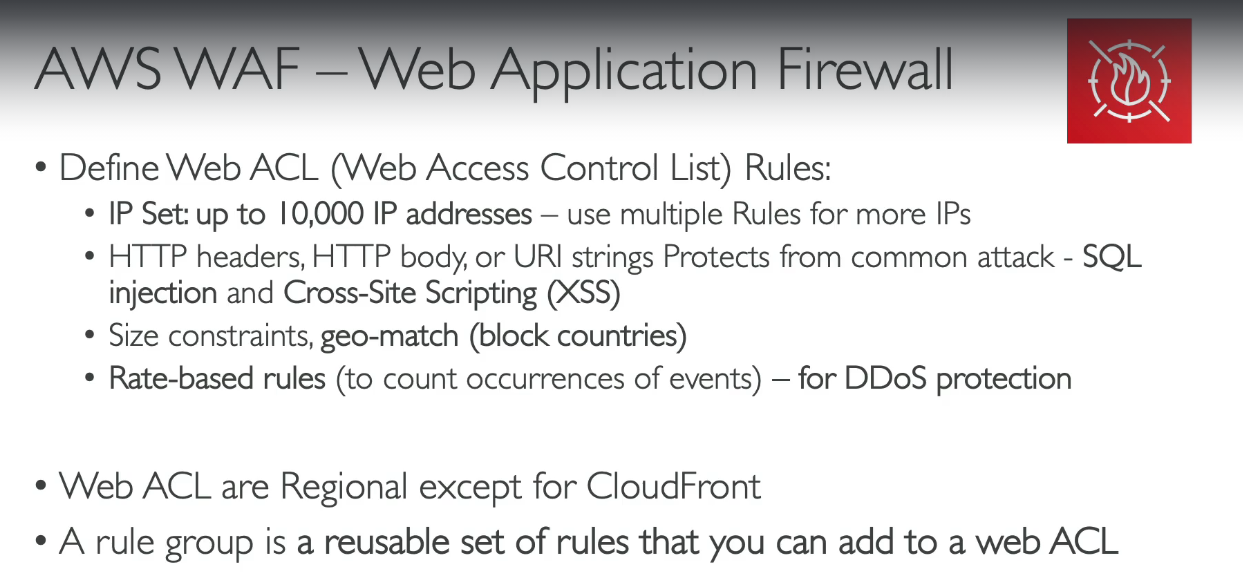 AWS WAF – Web Application Firewall
• Define Web ACL (Web Access Control List) Rules:
• IP Set: up to 10,000 IP addresses – use multiple Rules for more IPs
• HTTP headers, HTTP body, or URI strings Protects from common attack - SQL
injection and Cross-Site Scripting (XSS)
• Size constraints, geo-match (block countries)
• Rate-based rules (to count occurrences of events) – for DDoS protection
• Web ACL are Regional except for CloudFront
• A rule group is a reusable set of rules that you can add to a web ACL